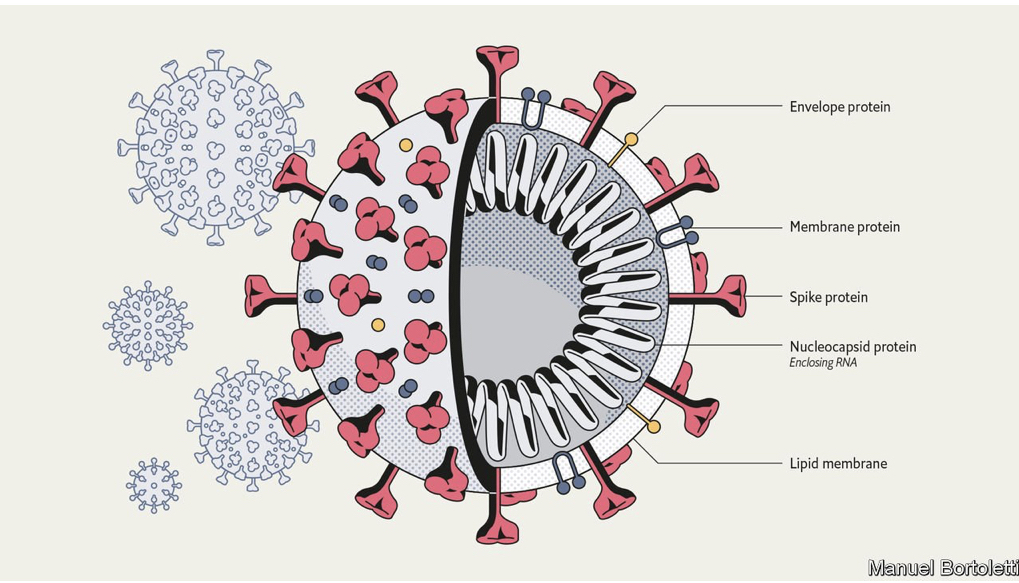 Envelope protein
Membrane protein
Spike protein
Nucleocapsid protein
Enclosing RNA
Lipid membrane
Manuel Bortoletti